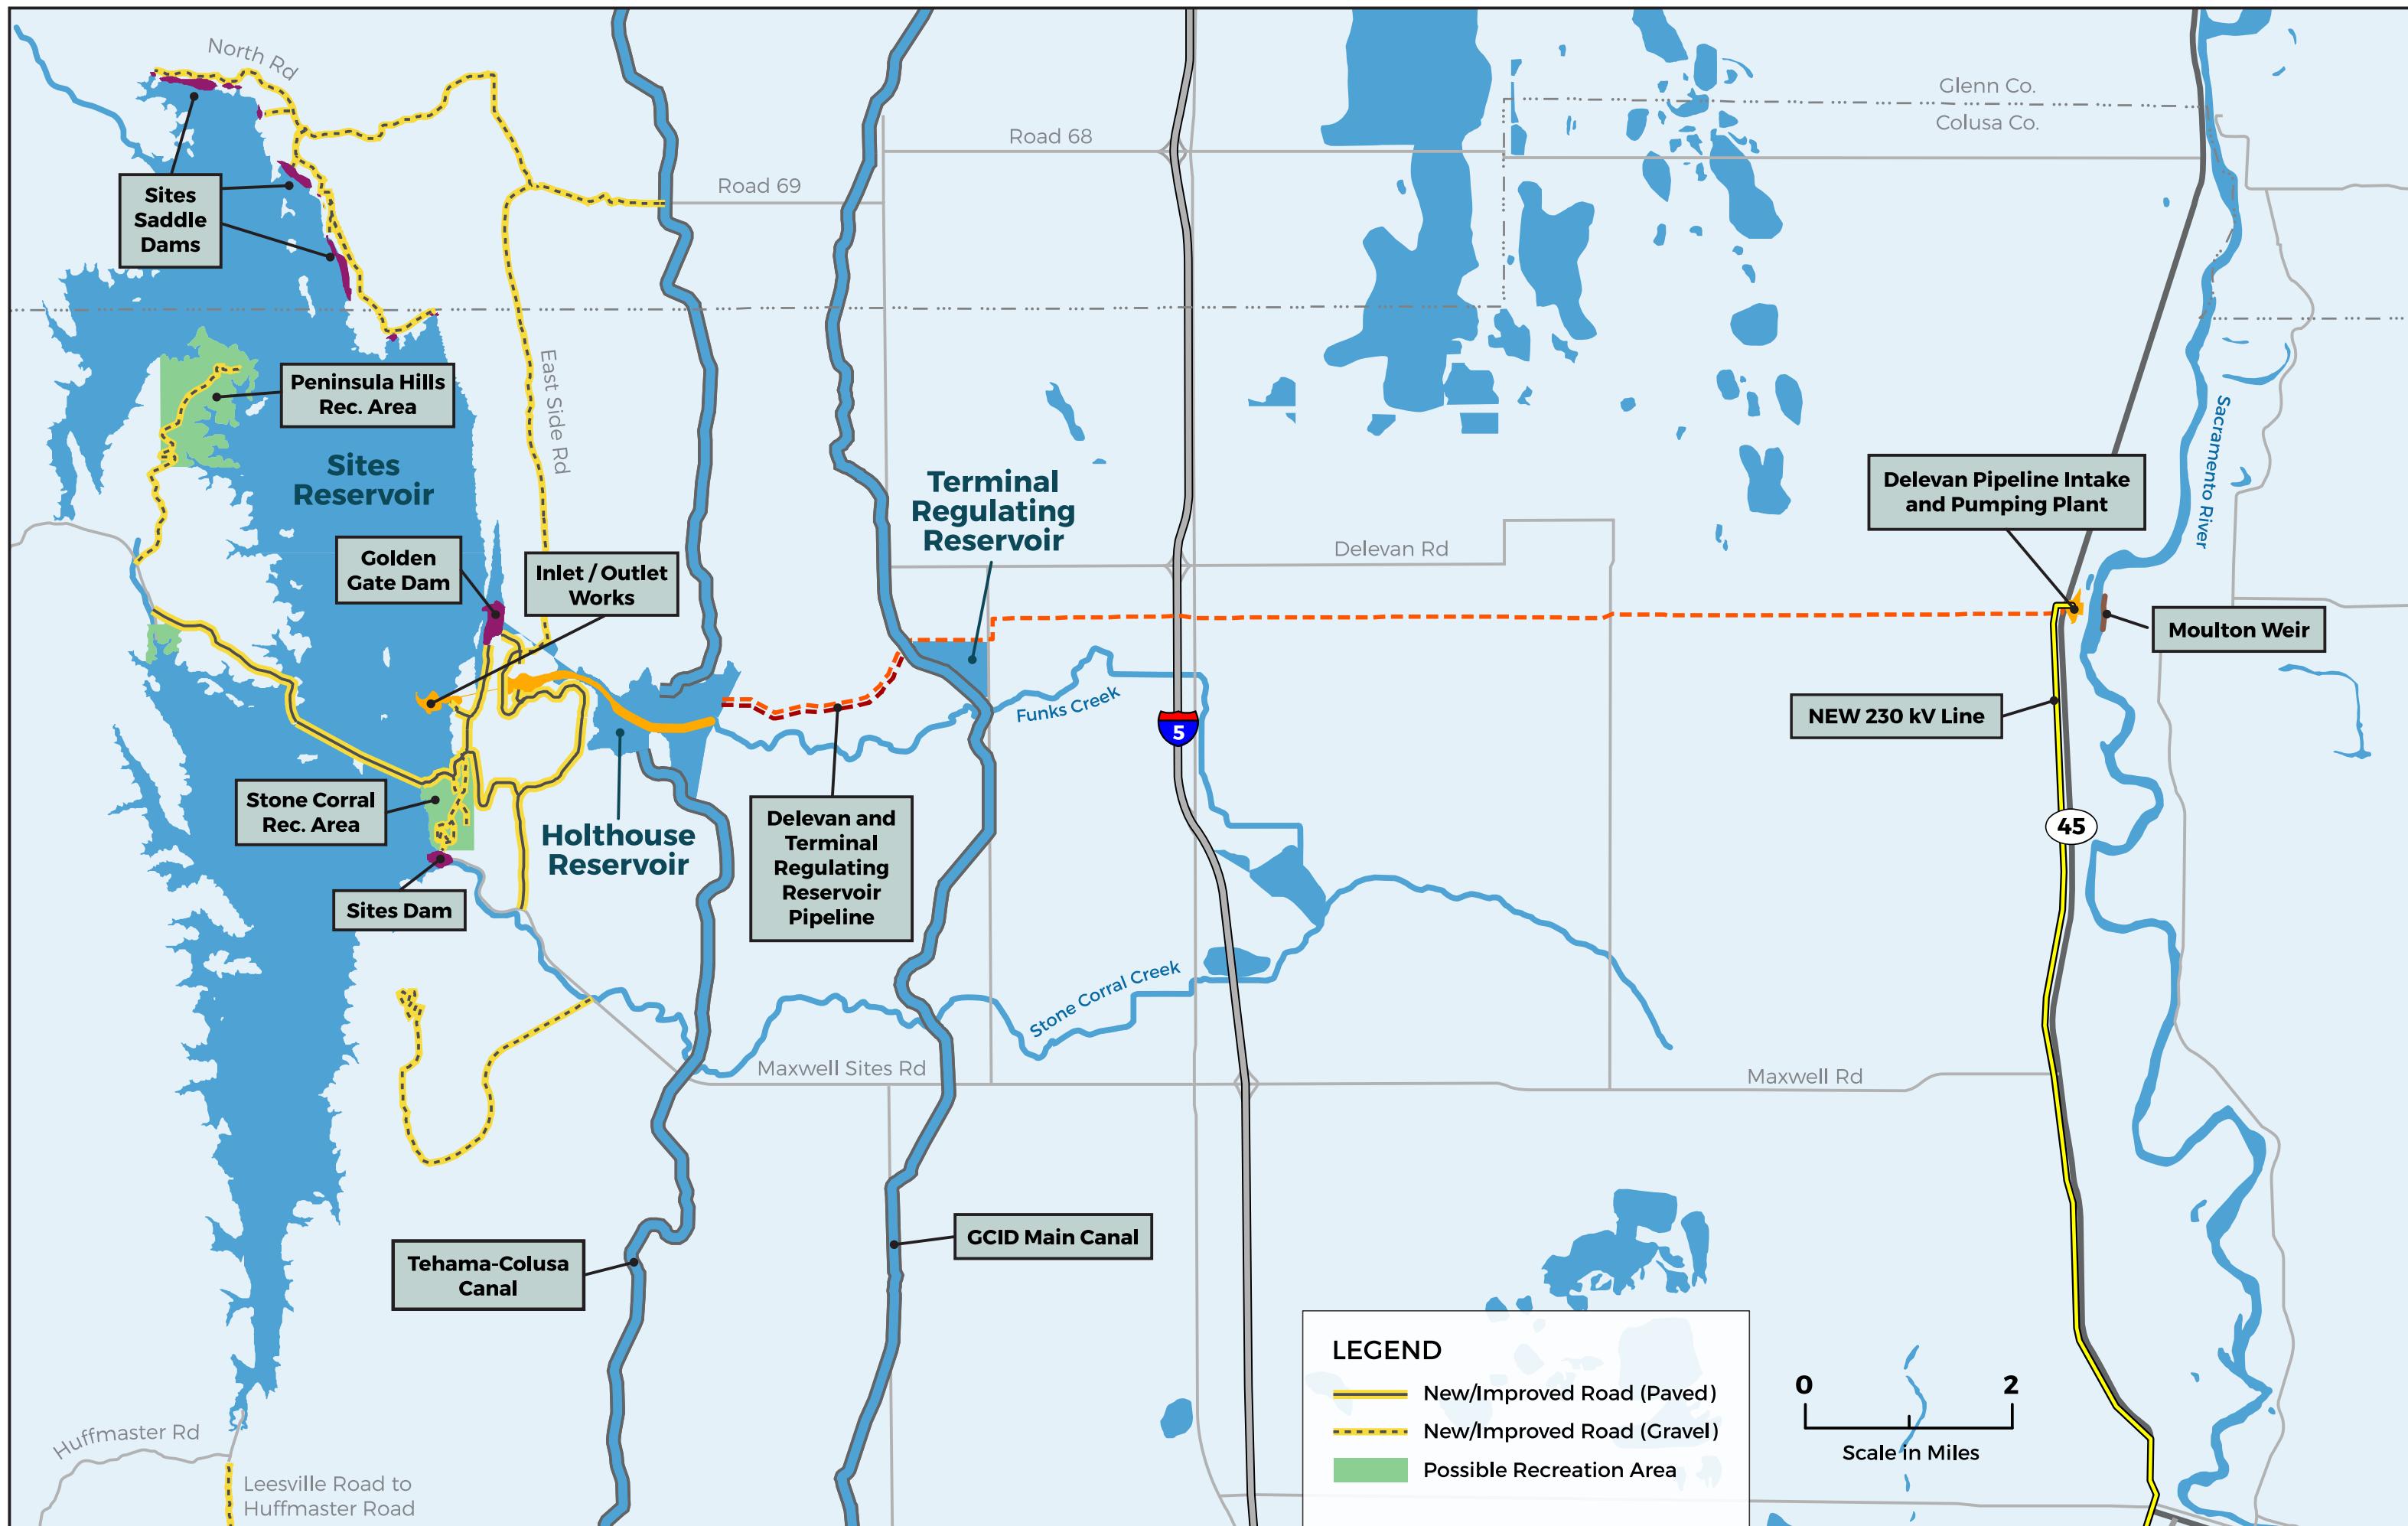 North Rd
Glenn Co.
Colusa Co.
Road 68
Road 69
Sites
Saddle
Dams
East Side Rd
Peninsula Hills
Rec. Area
Sites
Reservoir
Sacramento River
Terminal
Regulating
Reservoir
Delevan Pipeline Intake
and Pumping Plant
Delevan Rd
Golden
Gate Dam
Inlet / Outlet
Works
Moulton Weir
Funks Creek
5
NEW 230 kV Line
Stone Corral
Rec. Area
Holthouse
Reservoir
Delevan and
Terminal
Regulating
Reservoir
Pipeline
45
Sites Dam
Stone Corral Creek
Maxwell Sites Rd
Maxwell Rd
Tehama-Colusa
Canal
GCID Main Canal
LEGEND
New/Improved Road (Paved)
New/Improved Road (Gravel)
Possible Recreation Area
0 2
Scale in Miles
Huffmaster Rd
Leesville Road to
Huffmaster Road